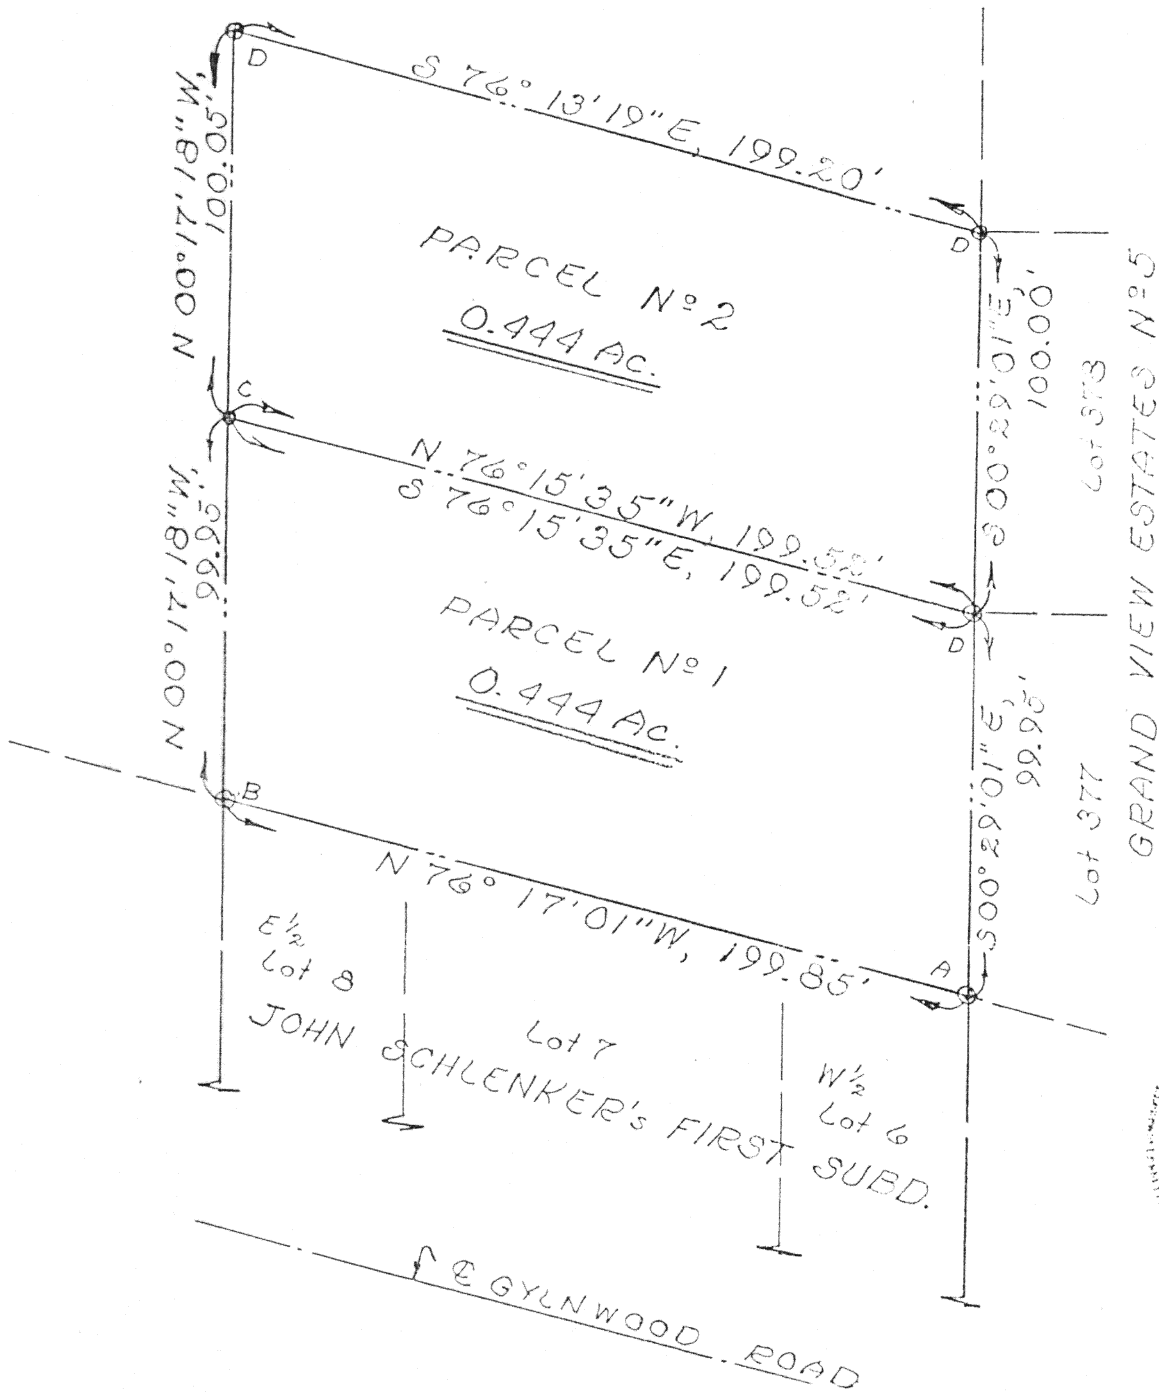 D
S 76° 13' 19" E, 199.20'
N 00° 17' 18" W,
100.05'
PARCEL Nº 2
0.444 Ac.
D
S 00° 29' 01" E,
100.00'
Lot 378
GRAND VIEW ESTATES Nº 5
C
N 76° 15' 35" W, 199.52'
S 76° 15' 35" E, 199.52'
D
N 00° 17' 18" W,
99.95'
PARCEL Nº 1
0.444 Ac.
S 00° 29' 01" E,
99.95'
Lot 377
B
N 76° 17' 01" W, 199.85'
A
E ½
Lot 8
Lot 7
W ½
Lot 6
JOHN SCHLENKER's FIRST SUBD.
℄ GYLNWOOD ROAD